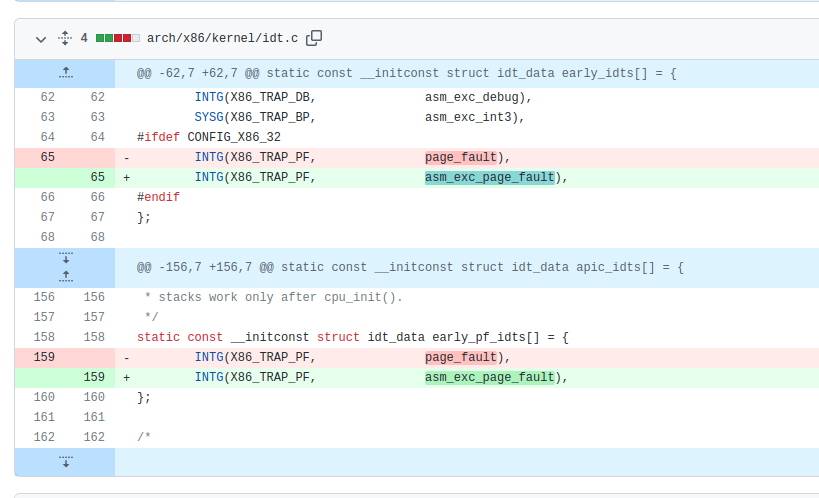 4 arch/x86/kernel/idt.c
@@ -62,7 +62,7 @@ static const __initconst struct idt_data early_idts[] = {
62 62 INTG(X86_TRAP_DB, asm_exc_debug),
63 63 SYSG(X86_TRAP_BP, asm_exc_int3),
64 64 #ifdef CONFIG_X86_32
65 - INTG(X86_TRAP_PF, page_fault),
65 + INTG(X86_TRAP_PF, asm_exc_page_fault),
66 66 #endif
67 67 };
68 68
@@ -156,7 +156,7 @@ static const __initconst struct idt_data apic_idts[] = {
156 156 * stacks work only after cpu_init().
157 157 */
158 158 static const __initconst struct idt_data early_pf_idts[] = {
159 - INTG(X86_TRAP_PF, page_fault),
159 + INTG(X86_TRAP_PF, asm_exc_page_fault),
160 160 };
161 161
162 162 /*